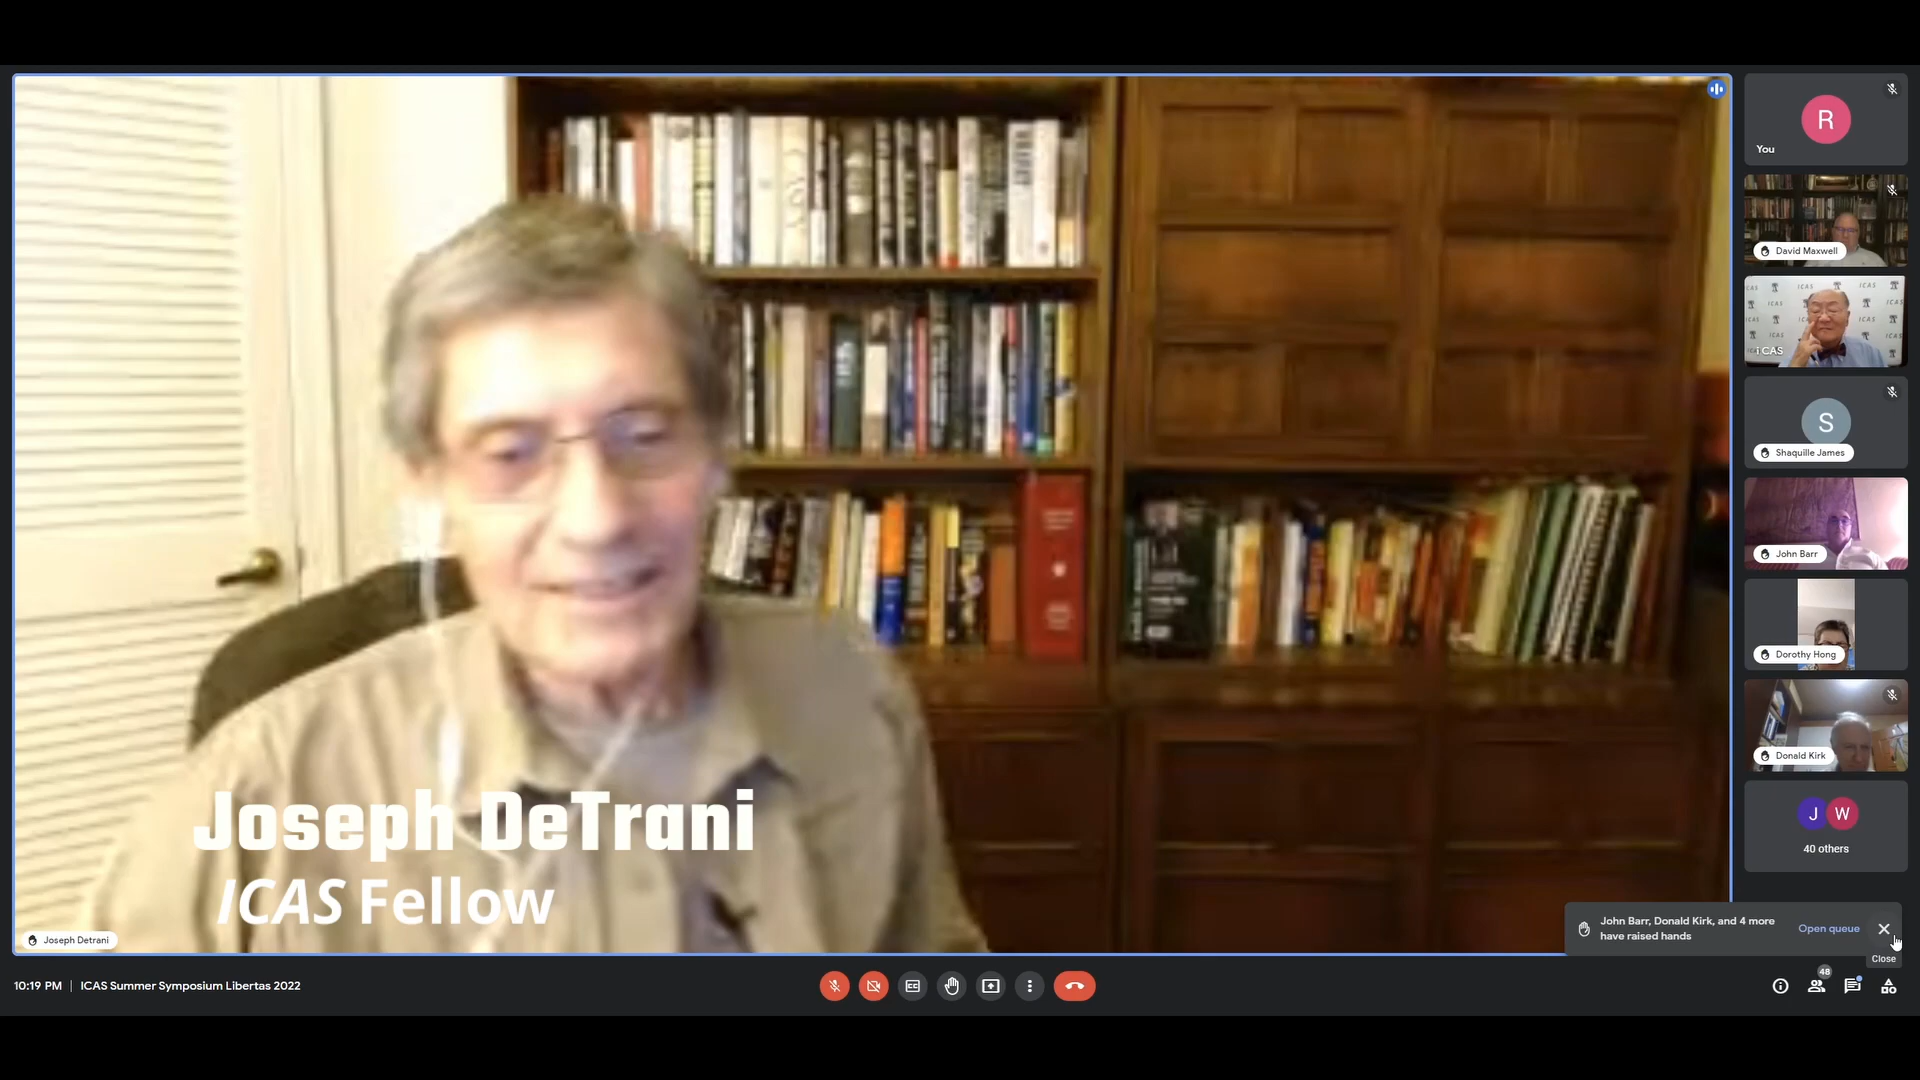 R
You
David Maxwell
ICAS
iCAS
S
Shaquille James
John Barr
Dorothy Hong
Donald Kirk
J W
40 others
Joseph DeTrani
ICAS Fellow
Joseph Detrani
John Barr, Donald Kirk, and 4 more
have raised hands
Open queue
Close
10:19 PM | ICAS Summer Symposium Libertas 2022
CC
48